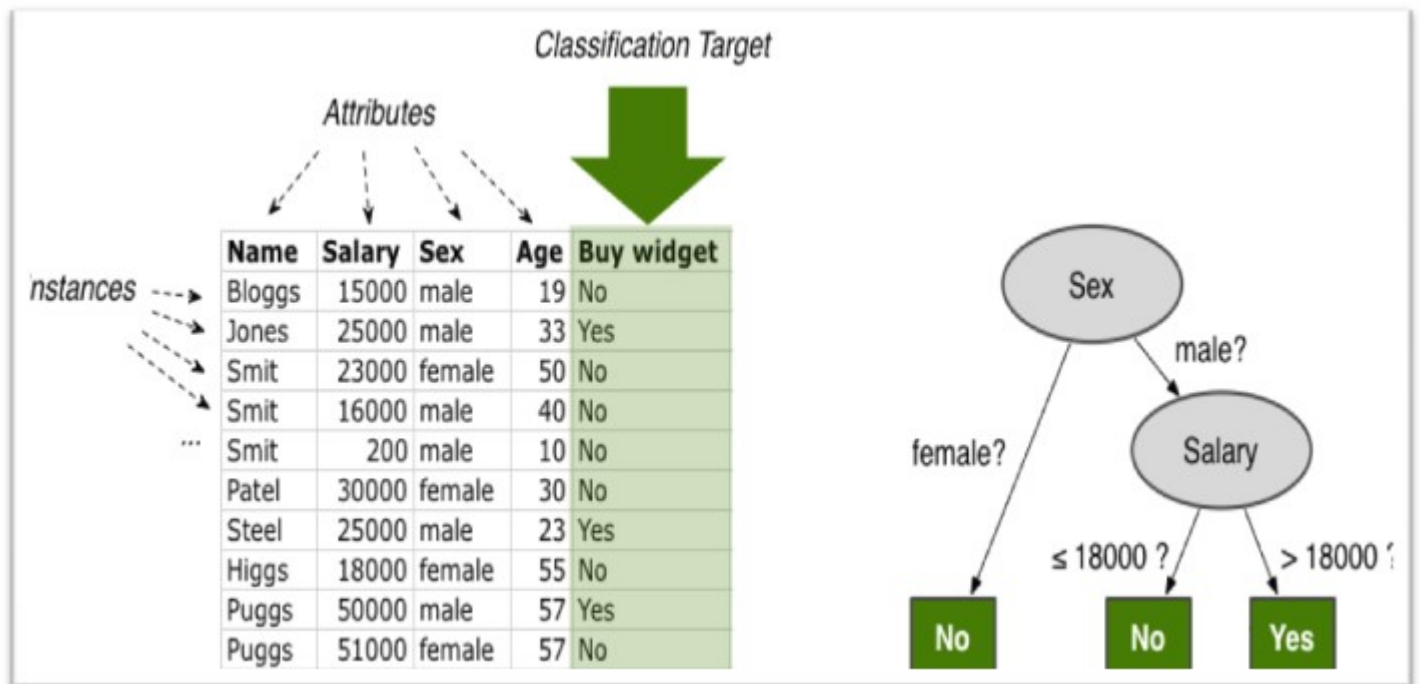 Classification Target
Attributes
nstances
...
Name Salary Sex Age Buy widget
Bloggs 15000 male 19 No
Jones 25000 male 33 Yes
Smit 23000 female 50 No
Smit 16000 male 40 No
Smit 200 male 10 No
Patel 30000 female 30 No
Steel 25000 male 23 Yes
Higgs 18000 female 55 No
Puggs 50000 male 57 Yes
Puggs 51000 female 57 No
Sex
male?
female?
Salary
≤ 18000 ?
> 18000 ?
No
No
Yes